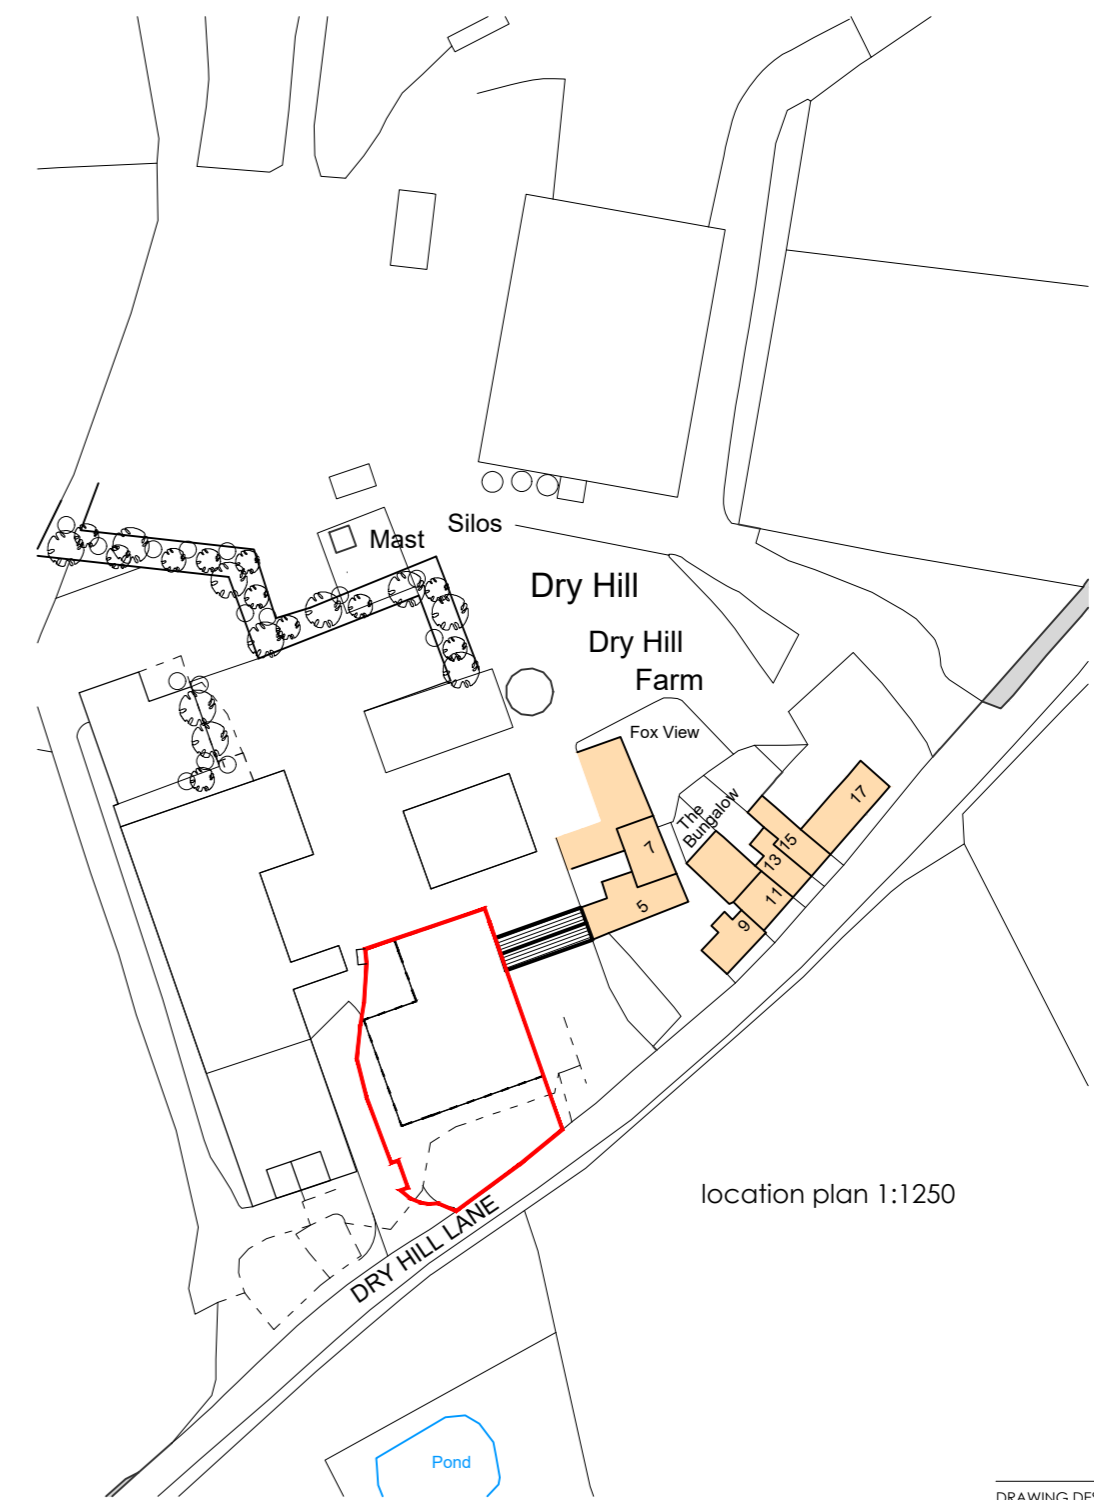 Silos
Mast
Dry Hill
Dry Hill
Farm
Fox View
The
Bungalow
17
15
13
11
9
7
5
location plan 1:1250
DRY HILL LANE
Pond